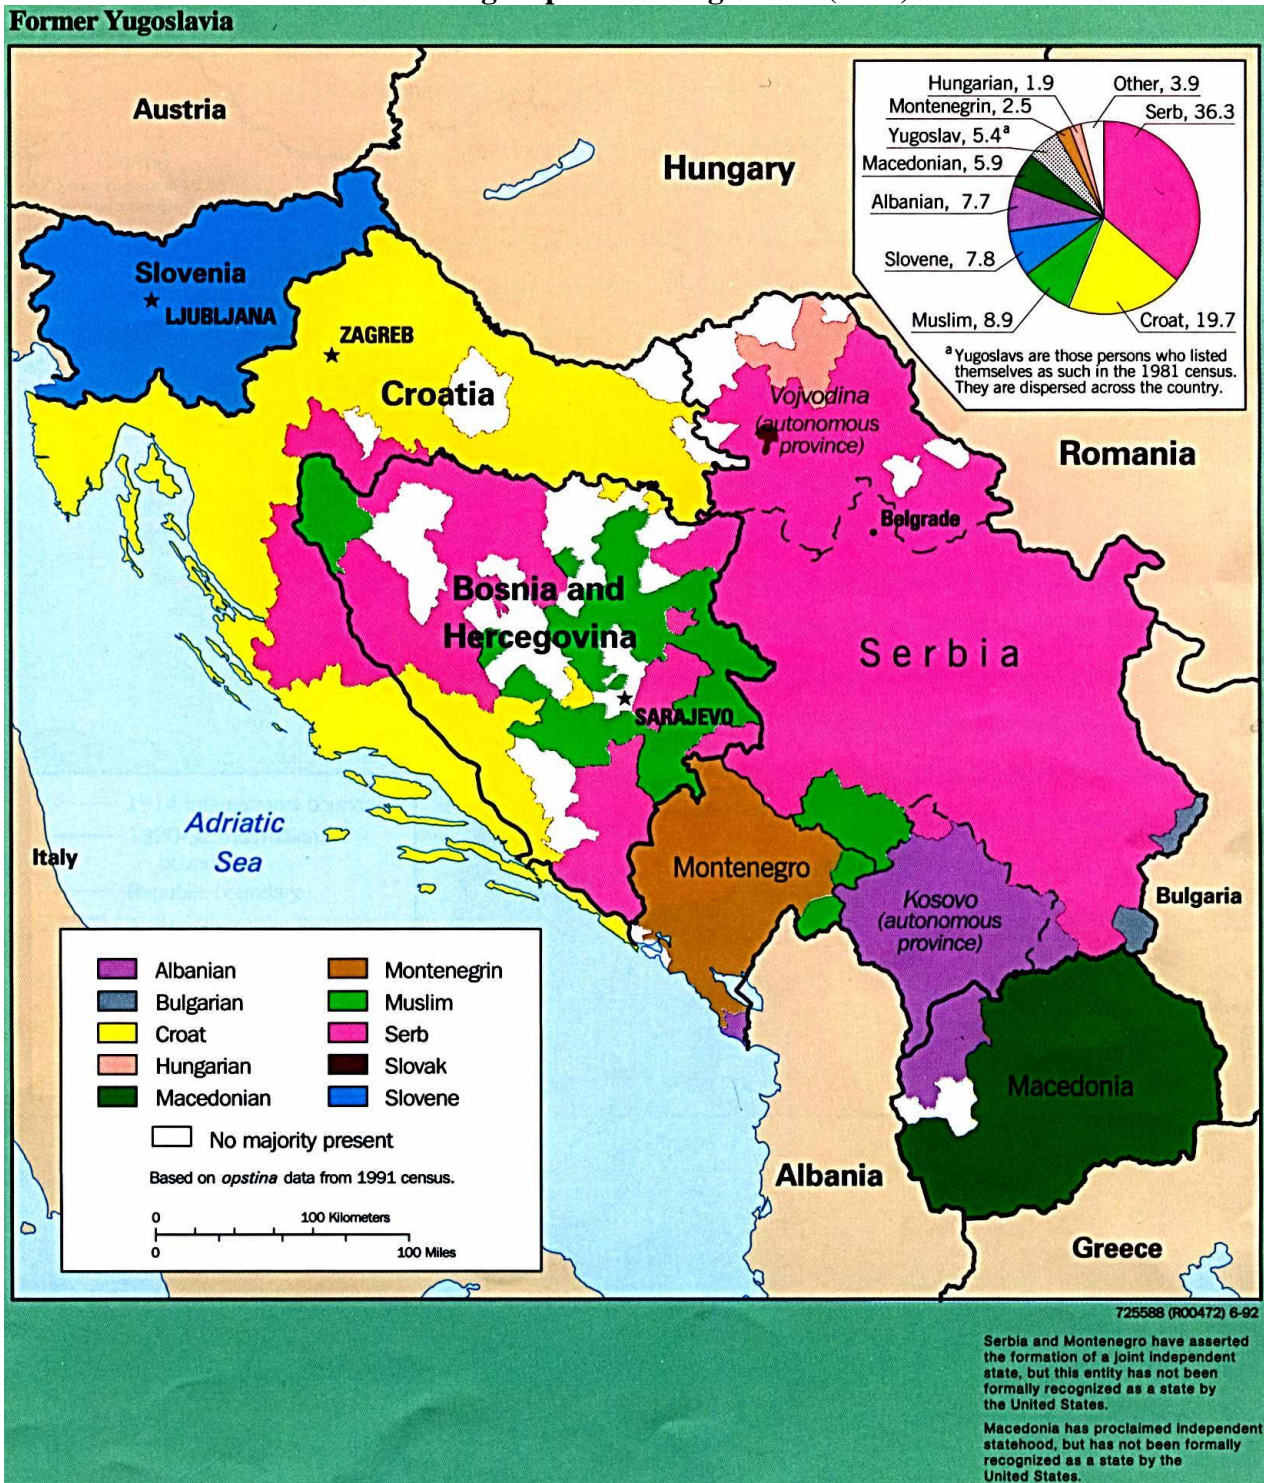 Former Yugoslavia
Austria
Hungary
Slovenia
LJUBLJANA
ZAGREB
Croatia
Vojvodina
(autonomous
province)
Romania
Belgrade
Bosnia and
Hercegovina
SARAJEVO
Serbia
Adriatic
Sea
Italy
Montenegro
Kosovo
(autonomous
province)
Bulgaria
Macedonia
Albania
Greece
Hungarian, 1.9
Other, 3.9
Montenegrin, 2.5
Serb, 36.3
Yugoslav, 5.4a
Macedonian, 5.9
Albanian, 7.7
Slovene, 7.8
Muslim, 8.9
Croat, 19.7
a Yugoslavs are those persons who listed
themselves as such in the 1981 census.
They are dispersed across the country.
Albanian
Bulgarian
Croat
Hungarian
Macedonian
Montenegrin
Muslim
Serb
Slovak
Slovene
No majority present
Based on opstina data from 1991 census.
0 100 Kilometers
0 100 Miles
725588 (R00472) 6-92
Serbia and Montenegro have asserted
the formation of a joint independent
state, but this entity has not been
formally recognized as a state by
the United States.
Macedonia has proclaimed independent
statehood, but has not been formally
recognized as a state by the
United States.